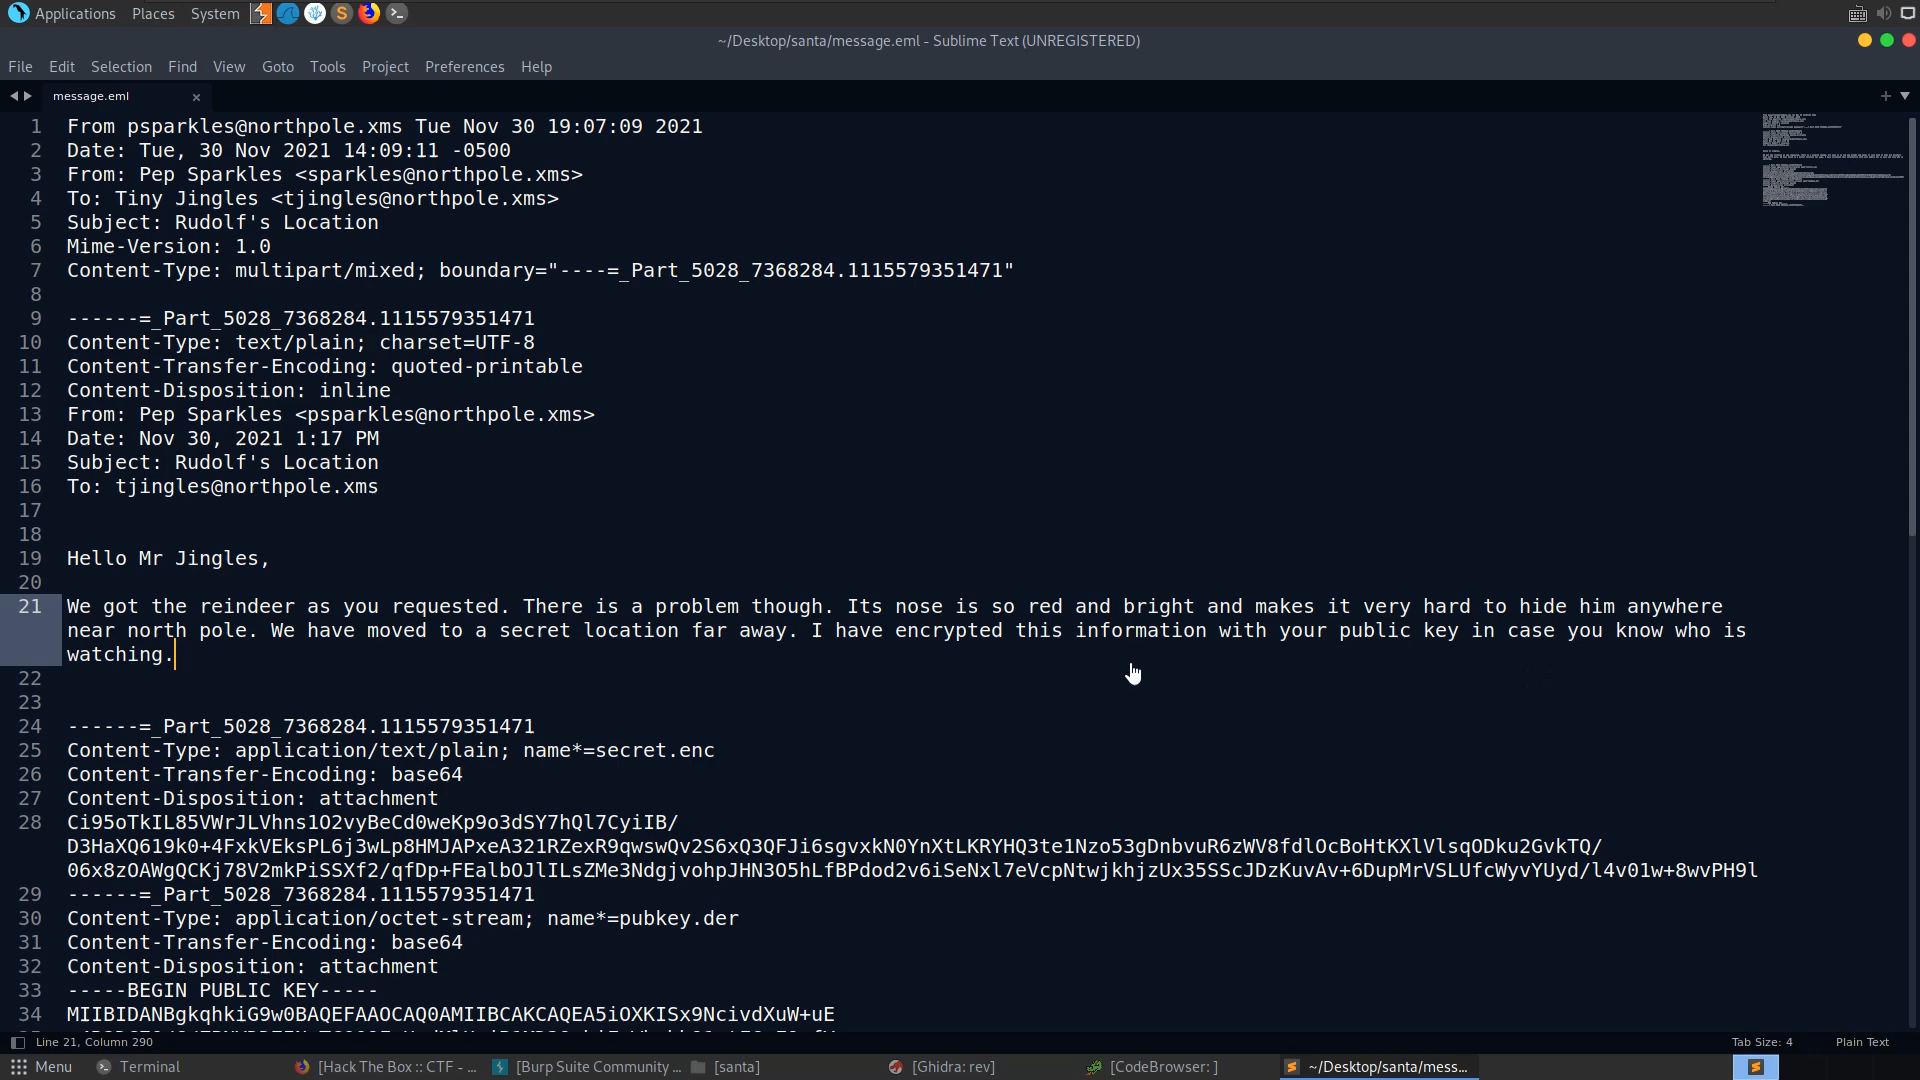 Applications Places System
~/Desktop/santa/message.eml - Sublime Text (UNREGISTERED)
File Edit Selection Find View Goto Tools Project Preferences Help
message.eml ×
1 From psparkles@northpole.xms Tue Nov 30 19:07:09 2021
2 Date: Tue, 30 Nov 2021 14:09:11 -0500
3 From: Pep Sparkles <sparkles@northpole.xms>
4 To: Tiny Jingles <tjingles@northpole.xms>
5 Subject: Rudolf's Location
6 Mime-Version: 1.0
7 Content-Type: multipart/mixed; boundary="----=_Part_5028_7368284.1115579351471"
8
9 ------=_Part_5028_7368284.1115579351471
10 Content-Type: text/plain; charset=UTF-8
11 Content-Transfer-Encoding: quoted-printable
12 Content-Disposition: inline
13 From: Pep Sparkles <psparkles@northpole.xms>
14 Date: Nov 30, 2021 1:17 PM
15 Subject: Rudolf's Location
16 To: tjingles@northpole.xms
17
18
19 Hello Mr Jingles,
20
21 We got the reindeer as you requested. There is a problem though. Its nose is so red and bright and makes it very hard to hide him anywhere
near north pole. We have moved to a secret location far away. I have encrypted this information with your public key in case you know who is
watching.
22
23
24 ------=_Part_5028_7368284.1115579351471
25 Content-Type: application/text/plain; name*=secret.enc
26 Content-Transfer-Encoding: base64
27 Content-Disposition: attachment
28 Ci95oTkIL85VWrJLVhns1O2vyBeCd0weKp9o3dSY7hQl7CyiIB/
D3HaXQ619k0+4FxkVEksPL6j3wLp8HMJAPxeA321RZexR9qwswQv2S6xQ3QFJi6sgvxkN0YnXtLKRYHQ3te1Nzo53gDnbvuR6zWV8fdlOcBoHtKXlVlsqODku2GvkTQ/
06x8zOAWgQCKj78V2mkPiSSXf2/qfDp+FEalbOJlILsZMe3NdgjvohpJHN3O5hLfBPdod2v6iSeNxl7eVcpNtwjkhjzUx35SScJDzKuvAv+6DupMrVSLUfcWyvYUyd/l4v01w+8wvPH9l
29 ------=_Part_5028_7368284.1115579351471
30 Content-Type: application/octet-stream; name*=pubkey.der
31 Content-Transfer-Encoding: base64
32 Content-Disposition: attachment
33 -----BEGIN PUBLIC KEY-----
34 MIIBIDANBgkqhkiG9w0BAQEFAAOCAQ0AMIIBCAKCAQEA5iOXKISx9NcivdXuW+uE
Line 21, Column 290 Tab Size: 4 Plain Text
Menu Terminal [Hack The Box :: CTF - ... [Burp Suite Community ... [santa] [Ghidra: rev] [CodeBrowser: ] ~/Desktop/santa/mess...